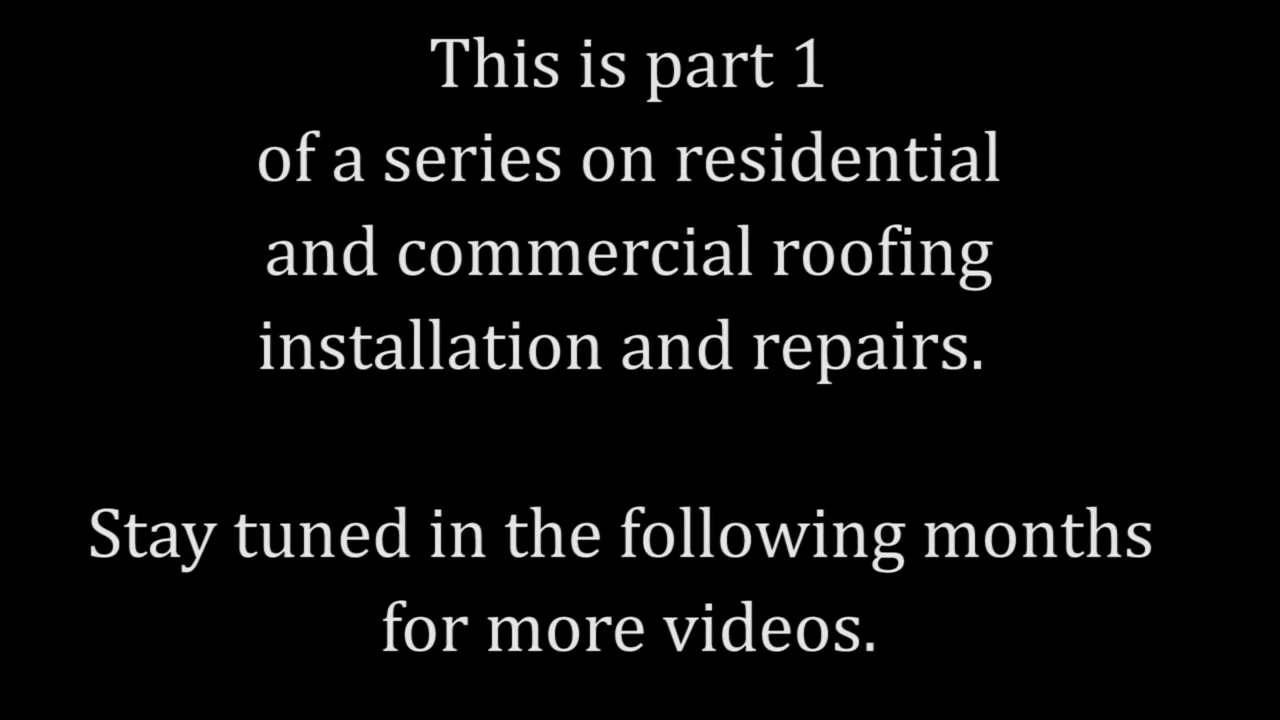 This is part 1
of a series on residential
and commercial roofing
installation and repairs.
Stay tuned in the following months
for more videos.